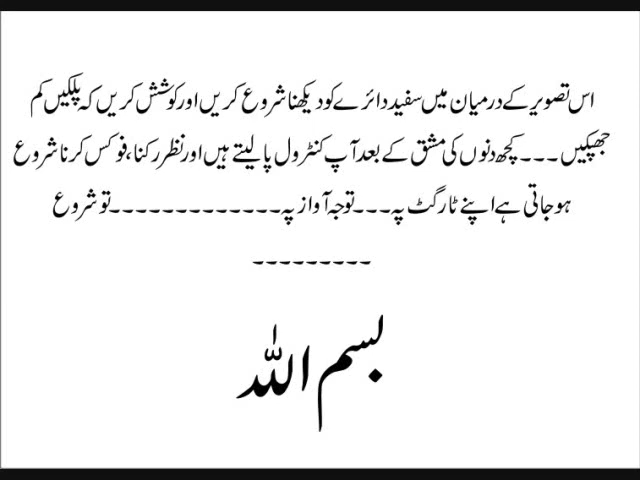 اس تصویر کے درمیان میں سفید دائرے کو دیکھنا شروع کریں اور کوشش کریں کہ پلکیں کم
جھپکیں ۔۔۔ کچھ دنوں کی مشق کے بعد آپ کنٹرول پا لیتے ہیں اور نظر رکنا، فوکس کرنا شروع
ہو جاتی ہے اپنے ٹارگٹ پہ ۔۔۔ توجہ آواز پہ ۔۔۔۔۔۔۔۔۔۔۔۔۔ تو شروع
۔۔۔۔۔۔۔۔۔
بسم اللہ